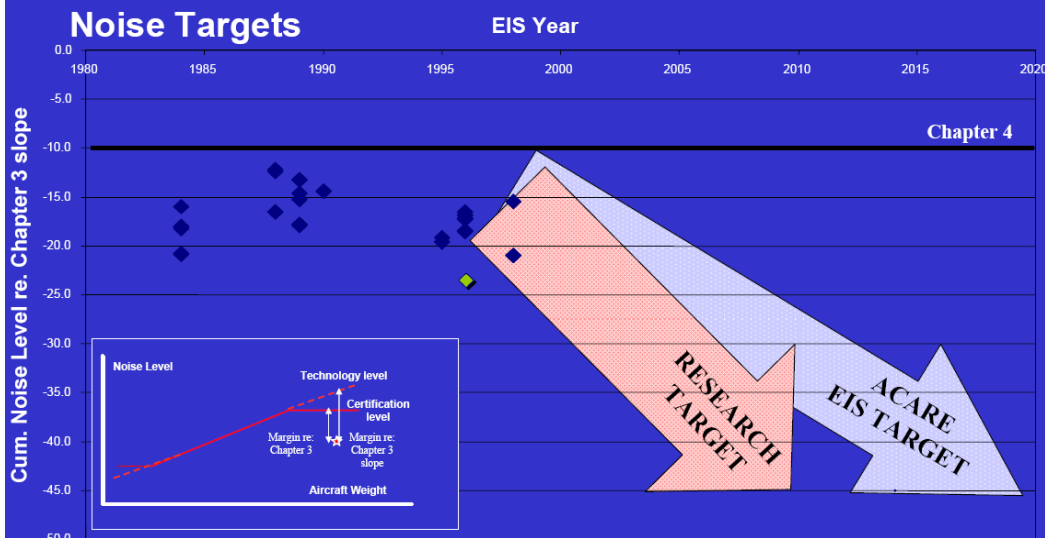 Noise Targets
EIS Year
0.0
1980
1985
1990
1995
2000
2005
2010
2015
2020
-5.0
-10.0
Chapter 4
-15.0
-20.0
-25.0
-30.0
-35.0
-40.0
-45.0
-50.0
Cum. Noise Level re. Chapter 3 slope
RESEARCH
TARGET
ACARE
EIS TARGET
Noise Level
Technology level
Certification
level
Margin re:
Chapter 3
Margin re:
Chapter 3
slope
Aircraft Weight